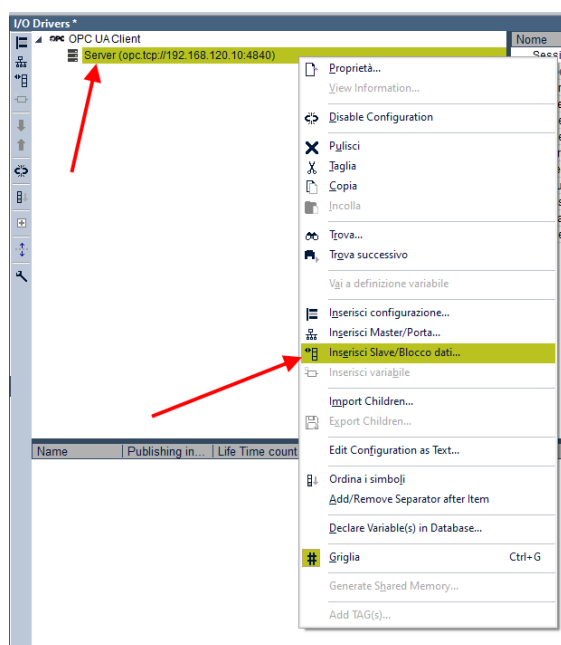 I/O Drivers *
OPC UA Client
Nome
Server (opc.tcp://192.168.120.10:4840)
Proprietà...
View Information...
Disable Configuration
Pulisci
Taglia
Copia
Incolla
Trova...
Trova successivo
Vai a definizione variabile
Inserisci configurazione...
Inserisci Master/Porta...
Inserisci Slave/Blocco dati...
Inserisci variabile
Import Children...
Export Children...
Edit Configuration as Text...
Name Publishing in... Life Time count
Ordina i simboli
Add/Remove Separator after Item
Declare Variable(s) in Database...
Griglia Ctrl+G
Generate Shared Memory...
Add TAG(s)...